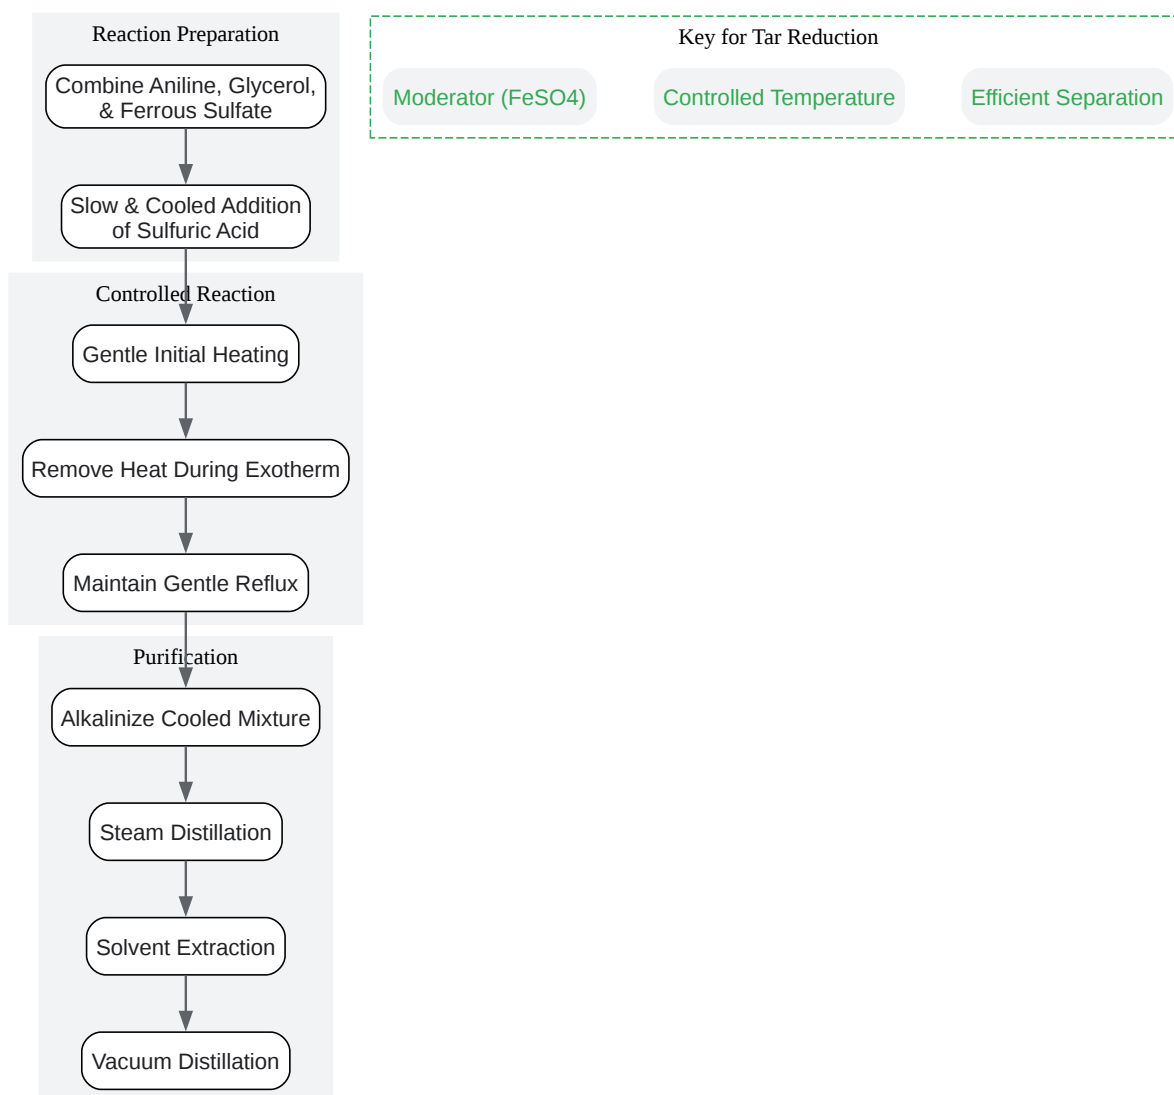 Reaction Preparation
Combine Aniline, Glycerol,
& Ferrous Sulfate
Slow & Cooled Addition
of Sulfuric Acid
Controlled Reaction
Gentle Initial Heating
Remove Heat During Exotherm
Maintain Gentle Reflux
Purification
Alkalinize Cooled Mixture
Steam Distillation
Solvent Extraction
Vacuum Distillation
Key for Tar Reduction
Moderator (FeSO4)
Controlled Temperature
Efficient Separation